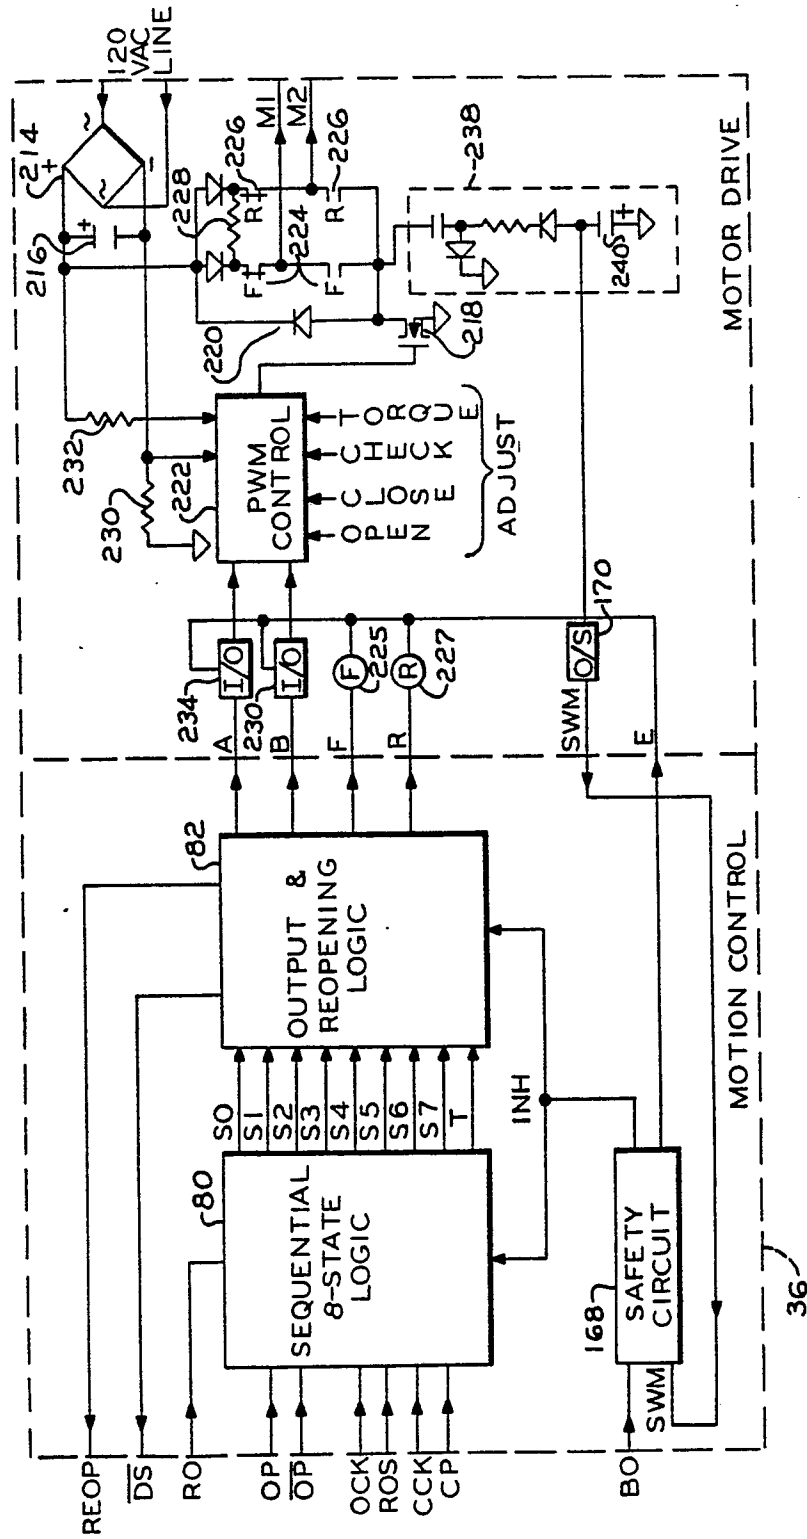 REOP
DS
RO
OP
OP
OCK
ROS
CCK
CP
BO
SWM
80
SEQUENTIAL
8-STATE
LOGIC
S0
S1
S2
S3
S4
S5
S6
S7
T
INH
168
SAFETY
CIRCUIT
82
OUTPUT &
REOPENING
LOGIC
MOTION CONTROL
36
A
B
F
R
SWM
E
234
I/O
230
I/O
F
225
R
227
O/S
170
230
232
222
PWM
CONTROL
OPEN
CLOSE
CHECK
TORQUE
ADJUST
216
+
214
+
~
~
−
120
VAC
LINE
228
220
F
224
F
R
226
R
226
M1
M2
218
238
240
+
MOTOR DRIVE